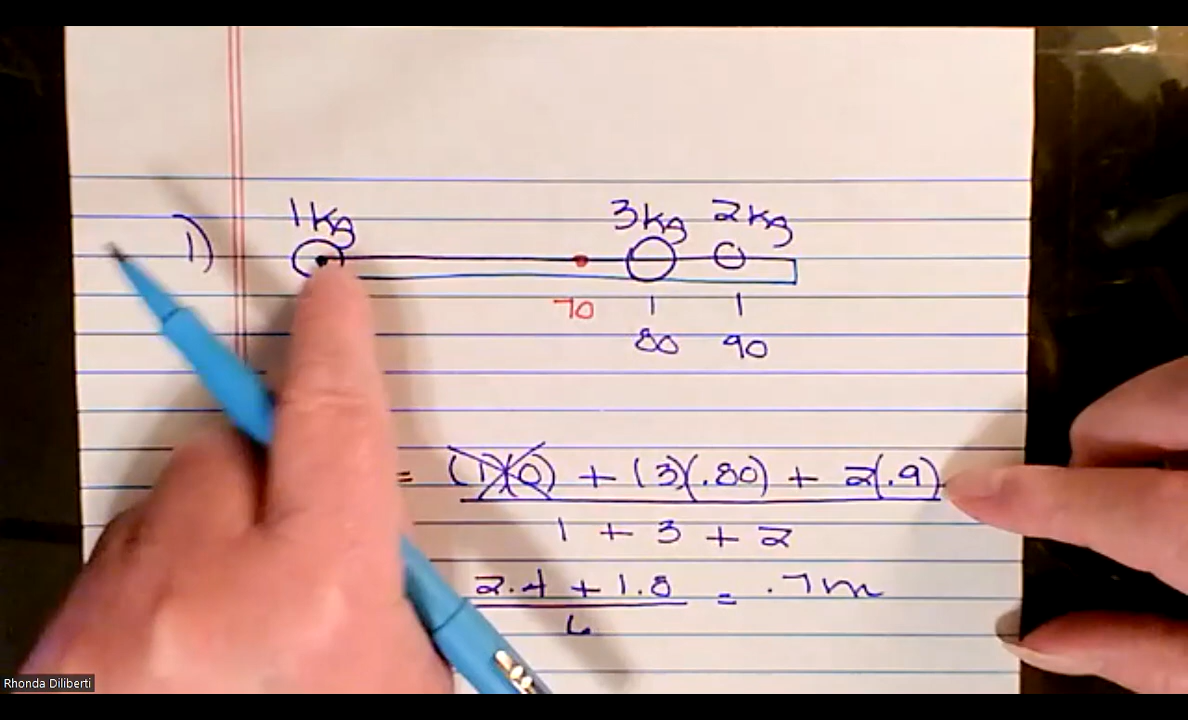 1) 1kg 3kg 2kg
70 80 90
= (1)(0) + (3)(.80) + 2(.9)
1 + 3 + 2
2.4 + 1.8 = .7m
6
Rhonda Diliberti